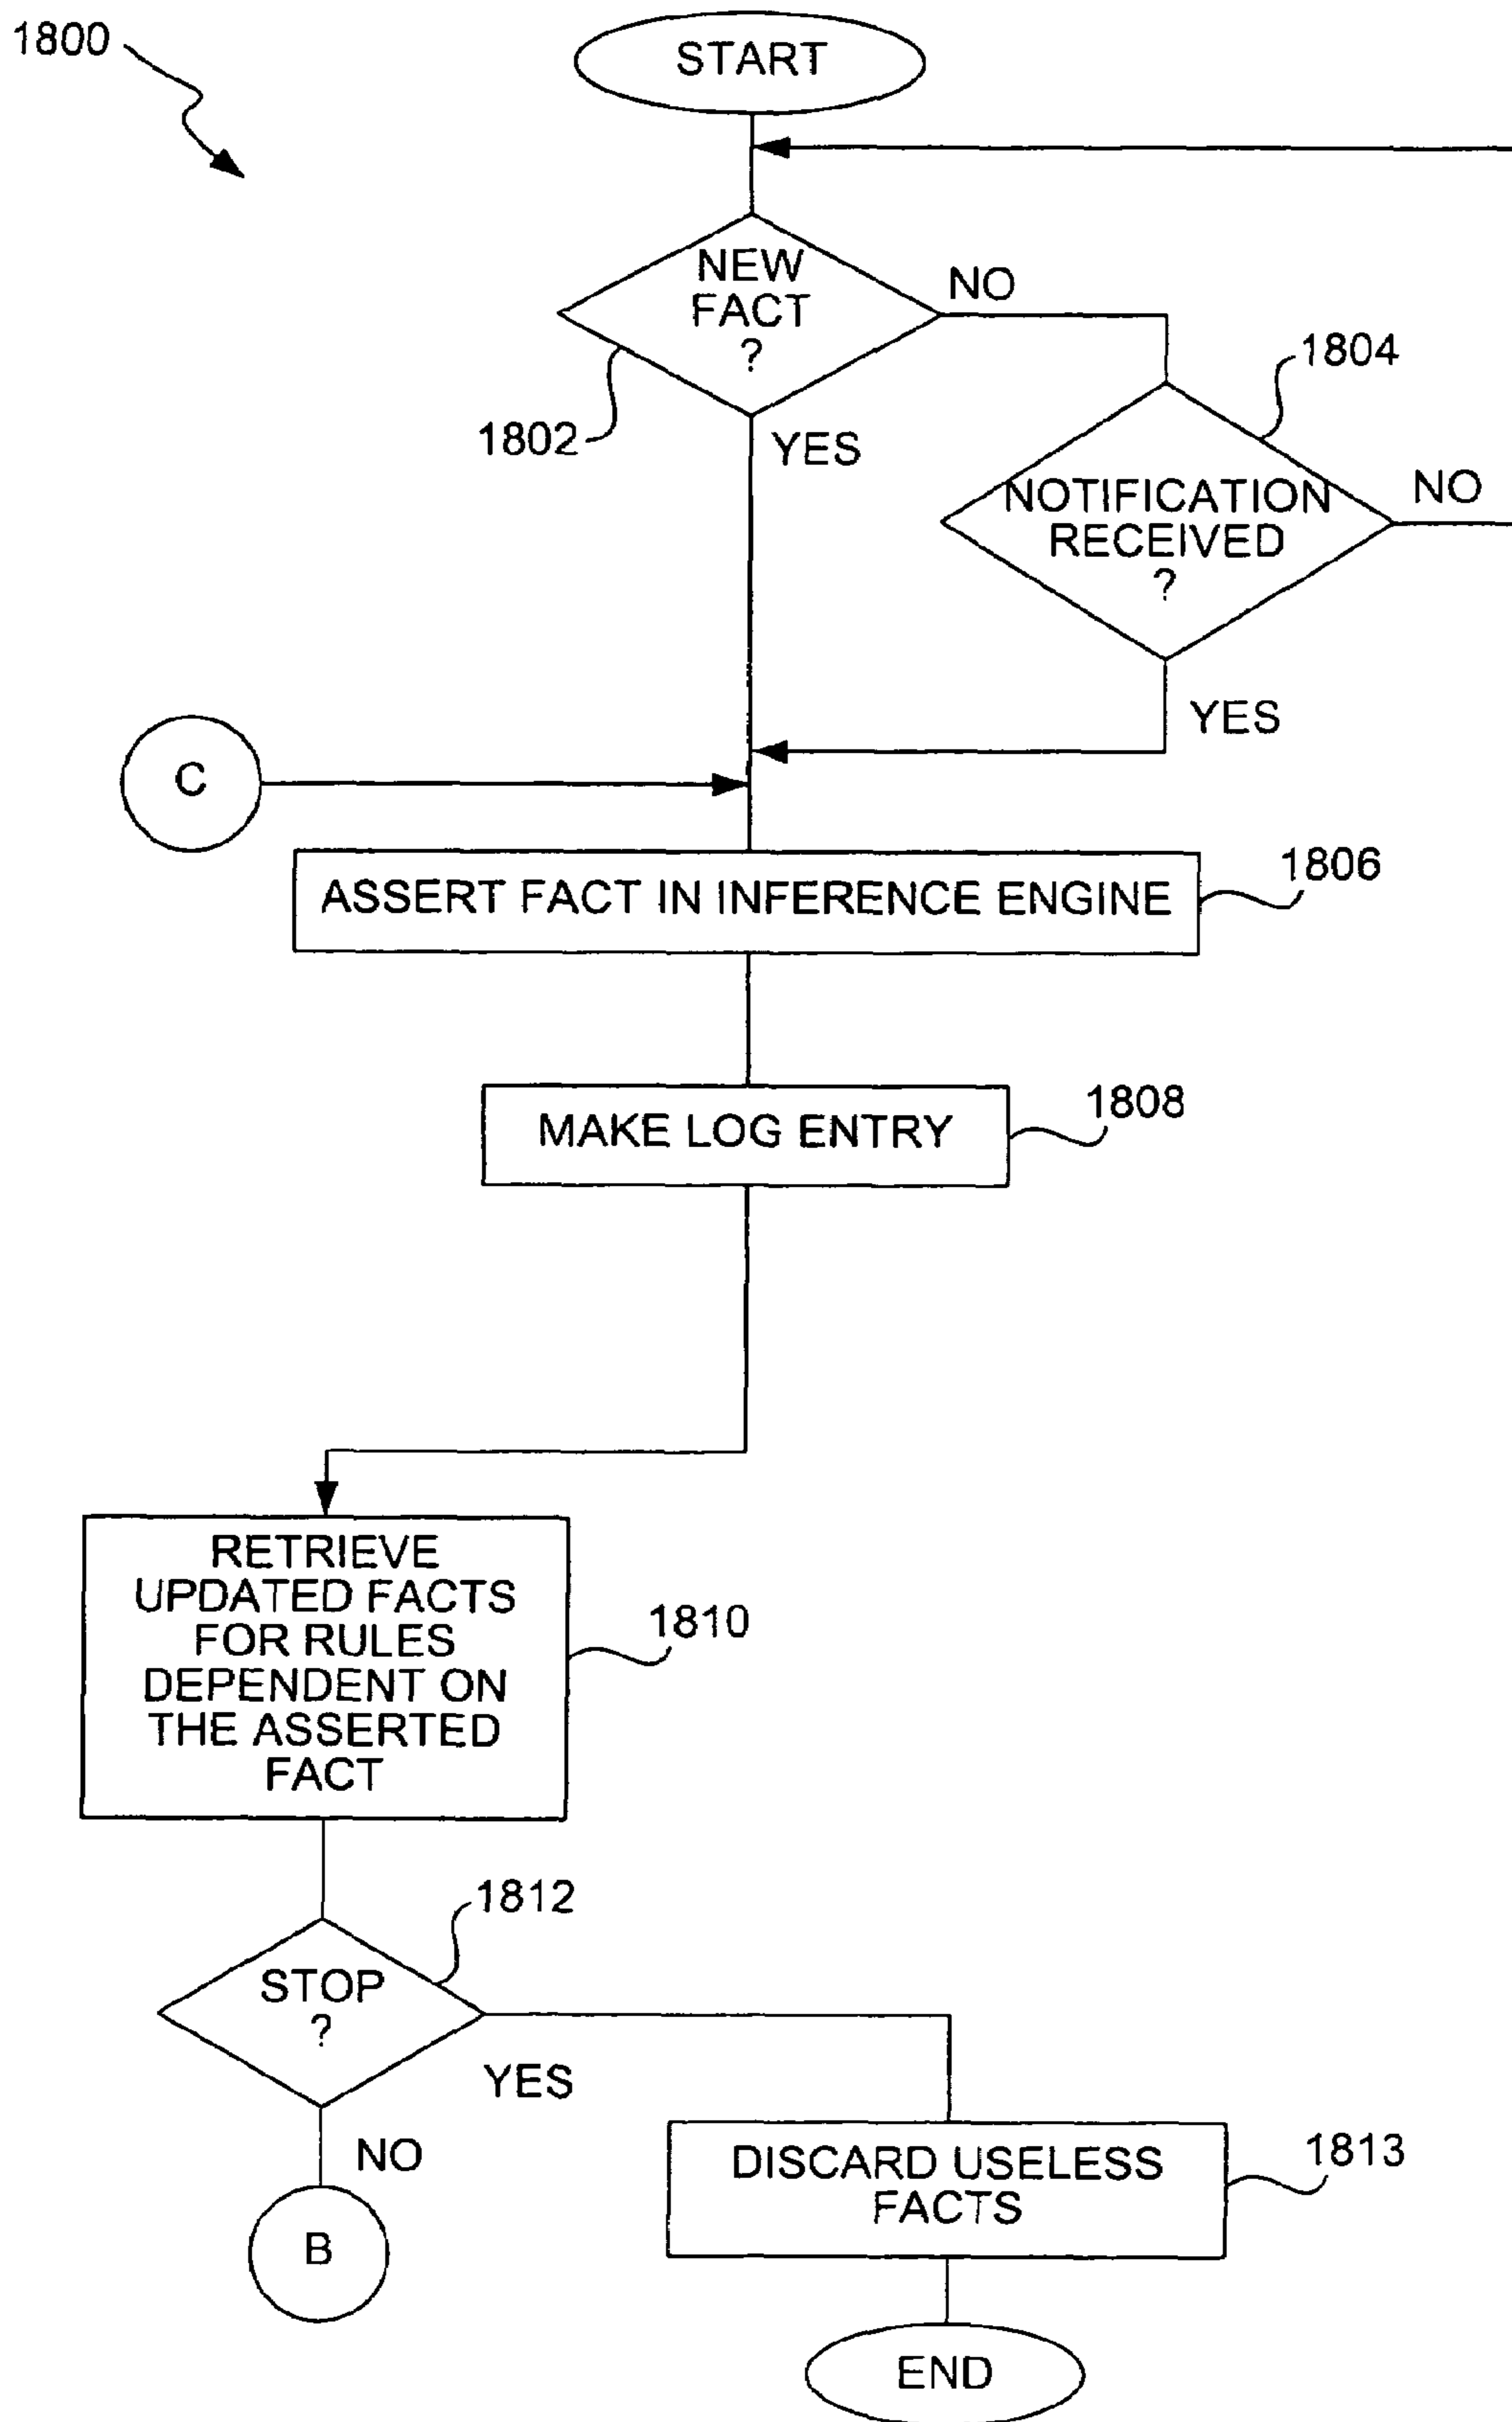 1800
START
NEW
FACT
?
NO
1802
YES
1804
NOTIFICATION
RECEIVED
?
NO
YES
C
ASSERT FACT IN INFERENCE ENGINE
1806
MAKE LOG ENTRY
1808
RETRIEVE
UPDATED FACTS
FOR RULES
DEPENDENT ON
THE ASSERTED
FACT
1810
1812
STOP
?
YES
NO
B
DISCARD USELESS
FACTS
1813
END